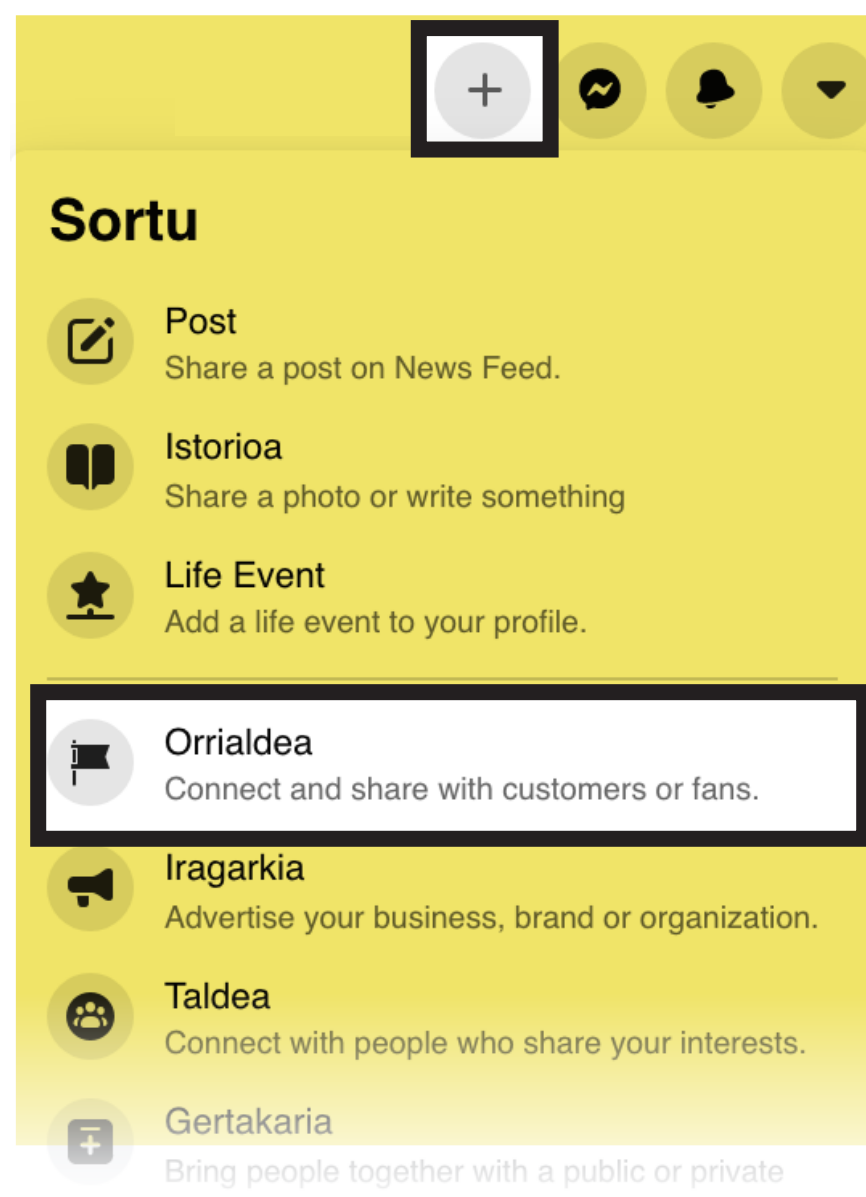 Sortu
Post
Share a post on News Feed.
Istorioa
Share a photo or write something
Life Event
Add a life event to your profile.
Orrialdea
Connect and share with customers or fans.
Iragarkia
Advertise your business, brand or organization.
Taldea
Connect with people who share your interests.
Gertakaria
Bring people together with a public or private